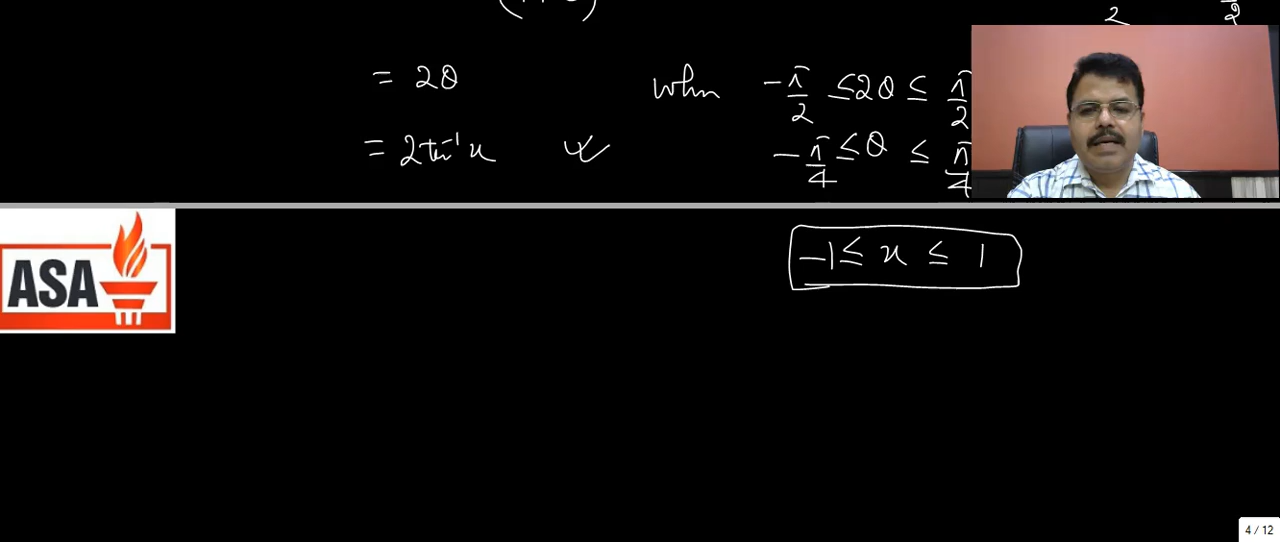 = 2θ when -π/2 ≤ 2θ ≤ π/2
= 2tan⁻¹x -π/4 ≤ θ ≤ π/4
ASA
-1 ≤ x ≤ 1
4 / 12